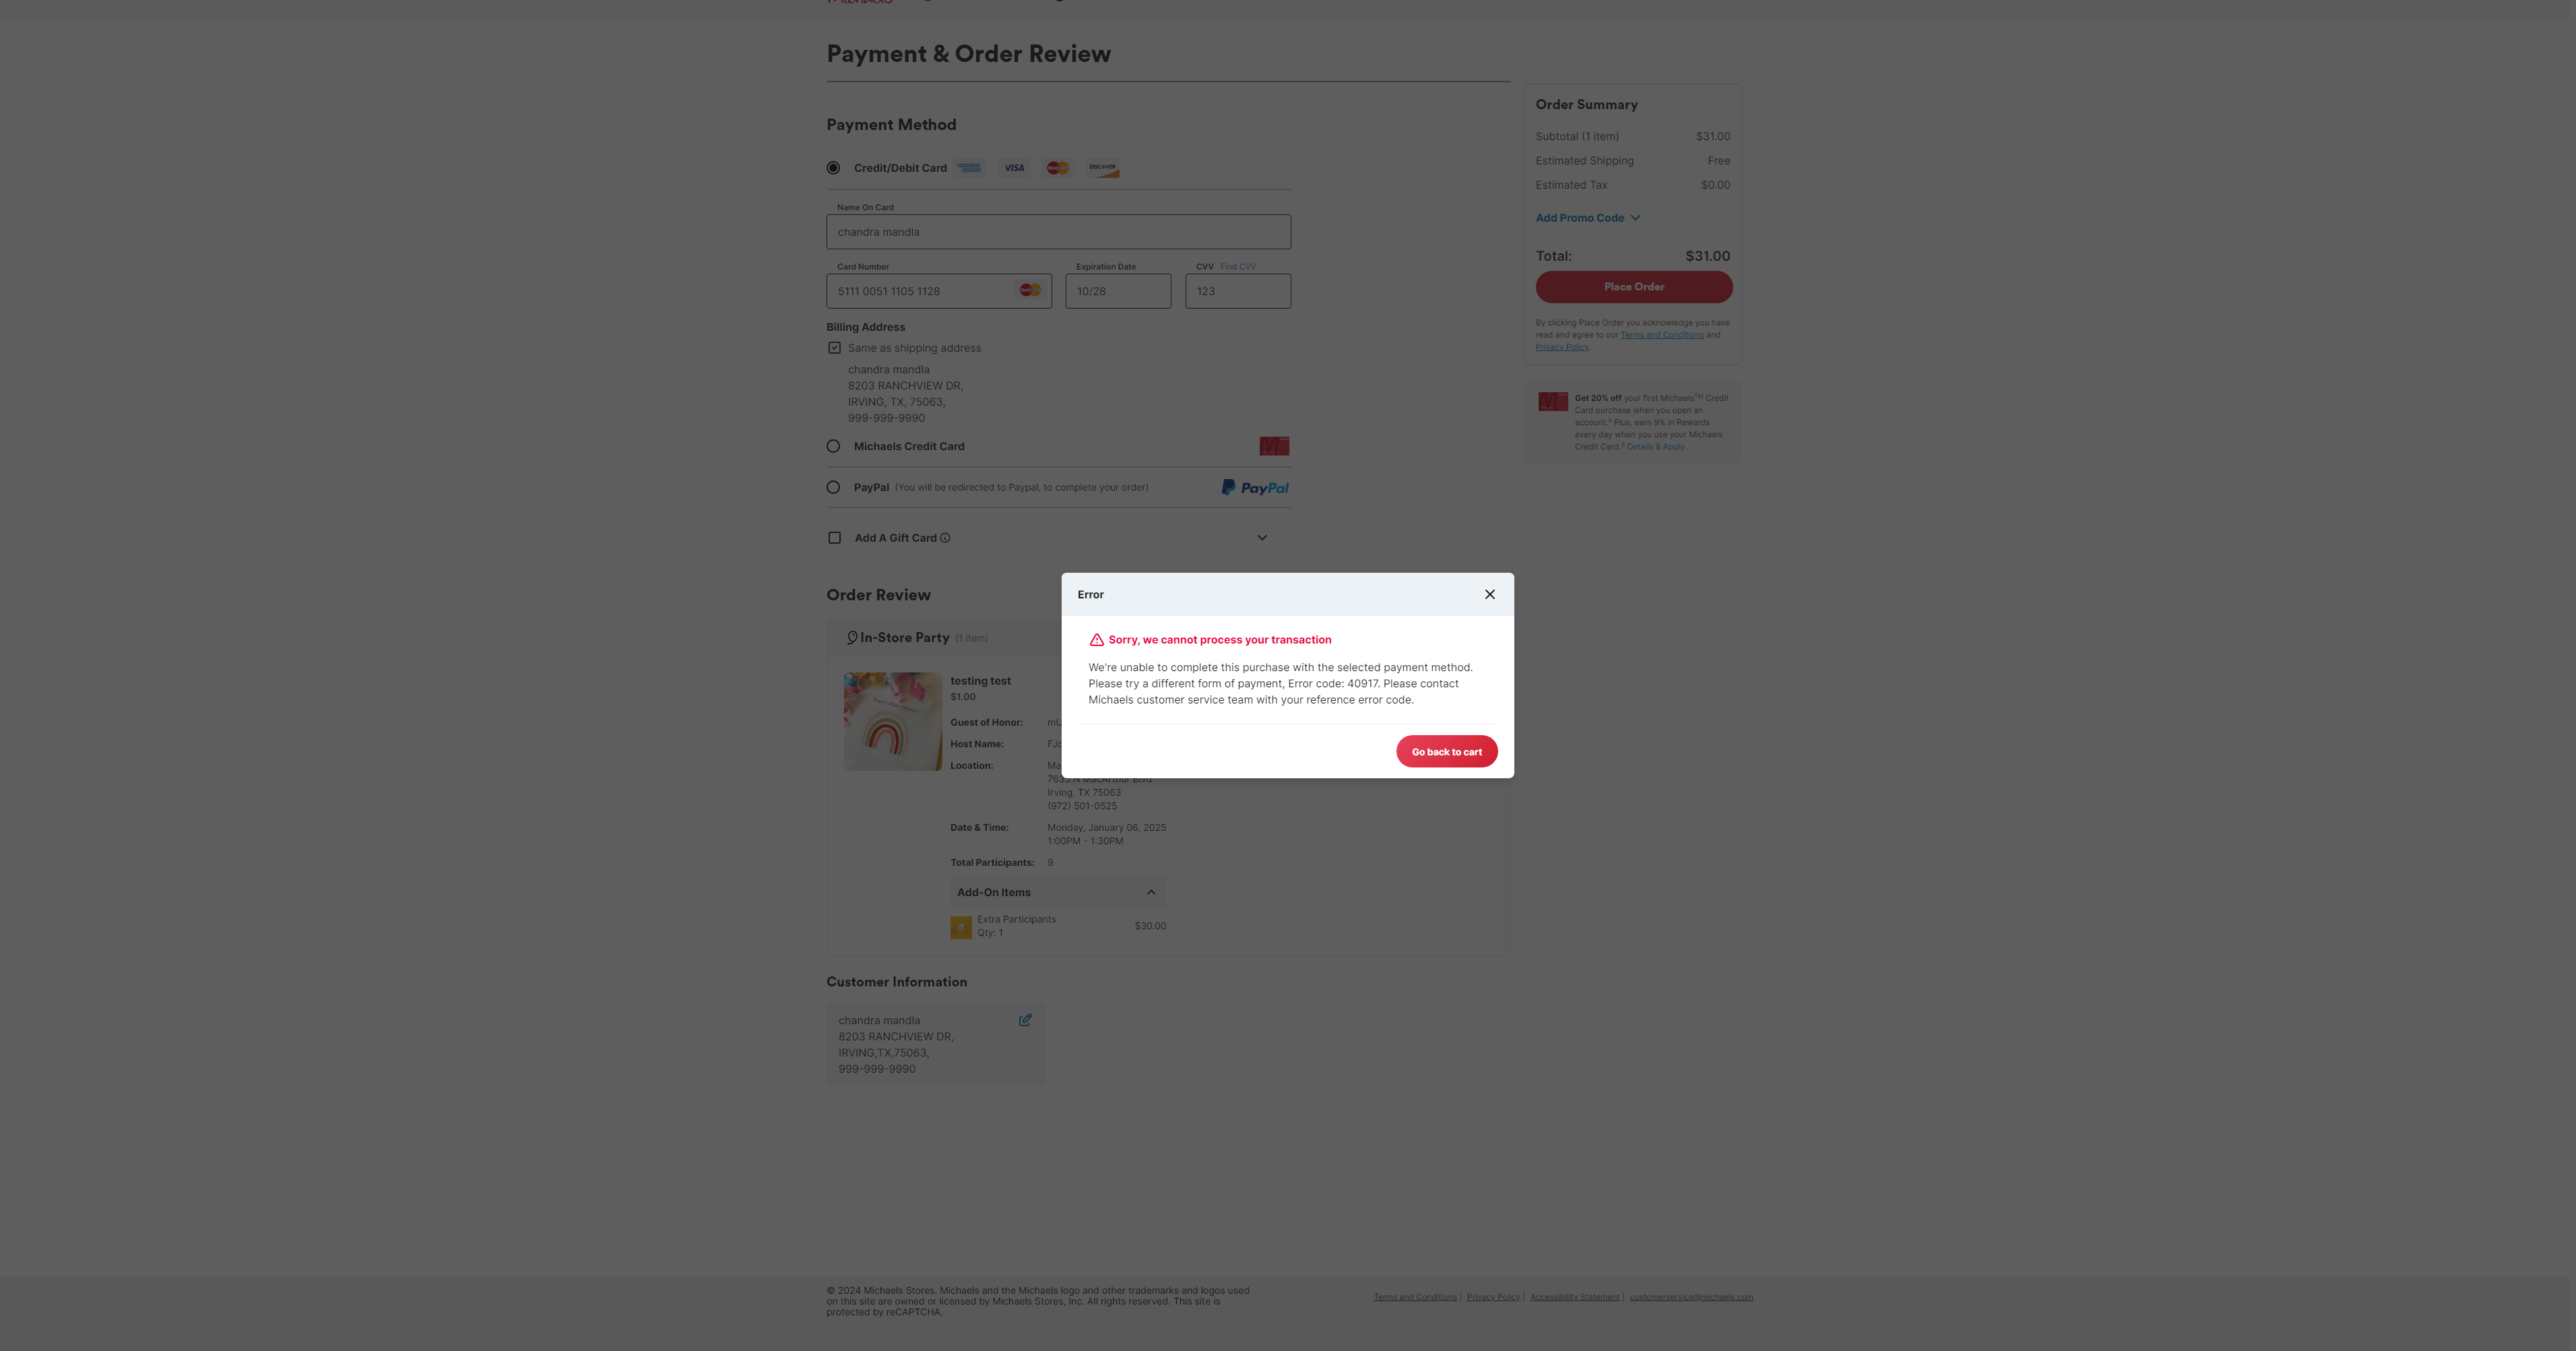 Michaels
Payment & Order Review
Payment Method
Credit/Debit Card
VISA
DISCOVER
Name On Card
chandra mandla
Card Number
Expiration Date
CVV Find CVV
5111 0051 1105 1128
10/28
123
Billing Address
Same as shipping address
chandra mandla
8203 RANCHVIEW DR,
IRVING, TX, 75063,
999-999-9990
Michaels Credit Card
PayPal (You will be redirected to Paypal, to complete your order)
PayPal
Add A Gift Card
Order Summary
Subtotal (1 item) $31.00
Estimated Shipping Free
Estimated Tax $0.00
Add Promo Code
Total: $31.00
Place Order
By clicking Place Order you acknowledge you have
read and agree to our Terms and Conditions and
Privacy Policy.
Get 20% off your first Michaels™ Credit
Card purchase when you open an
account.⁴ Plus, earn 9% in Rewards
every day when you use your Michaels
Credit Card.³ Details & Apply
Error
Sorry, we cannot process your transaction
We're unable to complete this purchase with the selected payment method.
Please try a different form of payment, Error code: 40917. Please contact
Michaels customer service team with your reference error code.
Go back to cart
Order Review
In-Store Party (1 item)
testing test
$1.00
Guest of Honor:
Host Name:
Location:
7635 N MacArthur Blvd
Irving, TX 75063
(972) 501-0525
Date & Time: Monday, January 06, 2025
1:00PM - 1:30PM
Total Participants: 9
Add-On Items
Extra Participants
Qty: 1
$30.00
Customer Information
chandra mandla
8203 RANCHVIEW DR,
IRVING,TX,75063,
999-999-9990
© 2024 Michaels Stores. Michaels and the Michaels logo and other trademarks and logos used
on this site are owned or licensed by Michaels Stores, Inc. All rights reserved. This site is
protected by reCAPTCHA.
Terms and Conditions | Privacy Policy | Accessibility Statement | customerservice@michaels.com